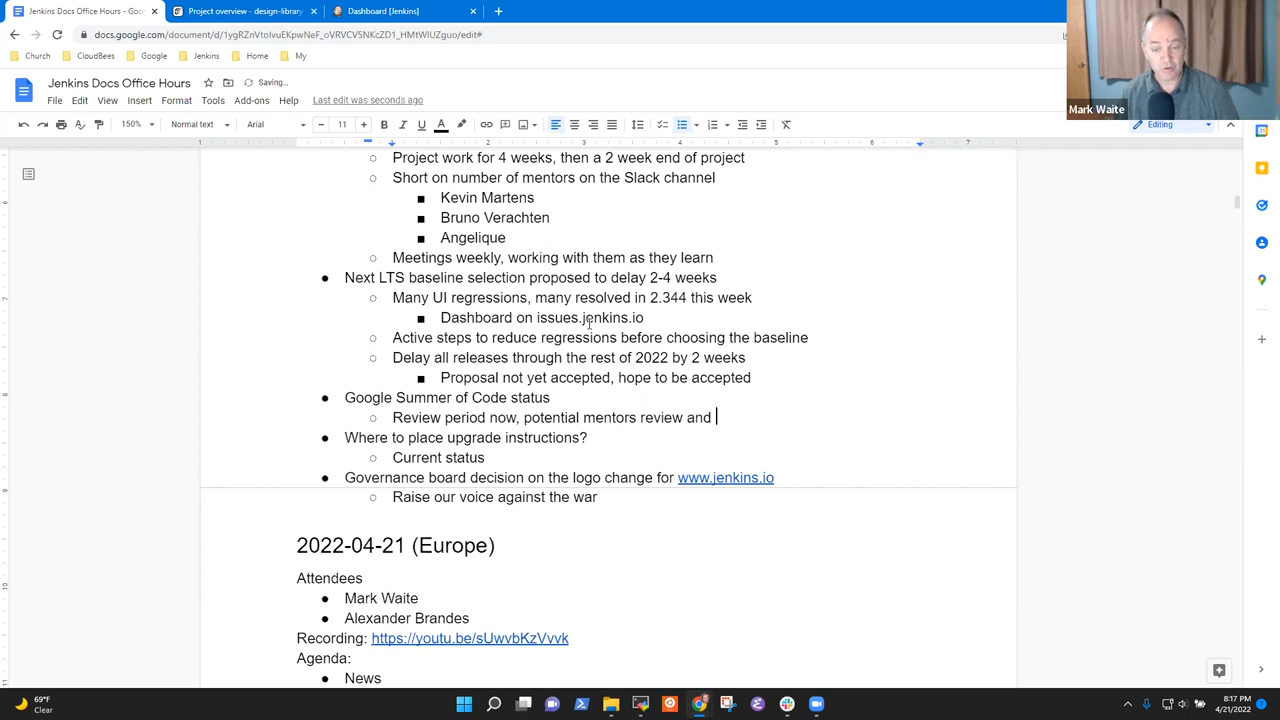 Jenkins Docs Office Hours - Goo
Project overview - design-library
Dashboard [Jenkins]
docs.google.com/document/d/1ygRZnVtoIvuEKpwNeF_oVRVCV5NKcZD1_HMtWIUZguo/edit#
Church
CloudBees
Google
Jenkins
Home
My
Mark Waite
Jenkins Docs Office Hours
Saving...
File Edit View Insert Format Tools Add-ons Help Last edit was seconds ago
150% Normal text Arial 11 Editing
Project work for 4 weeks, then a 2 week end of project
Short on number of mentors on the Slack channel
Kevin Martens
Bruno Verachten
Angelique
Meetings weekly, working with them as they learn
Next LTS baseline selection proposed to delay 2-4 weeks
Many UI regressions, many resolved in 2.344 this week
Dashboard on issues.jenkins.io
Active steps to reduce regressions before choosing the baseline
Delay all releases through the rest of 2022 by 2 weeks
Proposal not yet accepted, hope to be accepted
Google Summer of Code status
Review period now, potential mentors review and
Where to place upgrade instructions?
Current status
Governance board decision on the logo change for www.jenkins.io
Raise our voice against the war
2022-04-21 (Europe)
Attendees
Mark Waite
Alexander Brandes
Recording: https://youtu.be/sUwvbKzVvvk
Agenda:
News
69°F
Clear
8:17 PM
4/21/2022